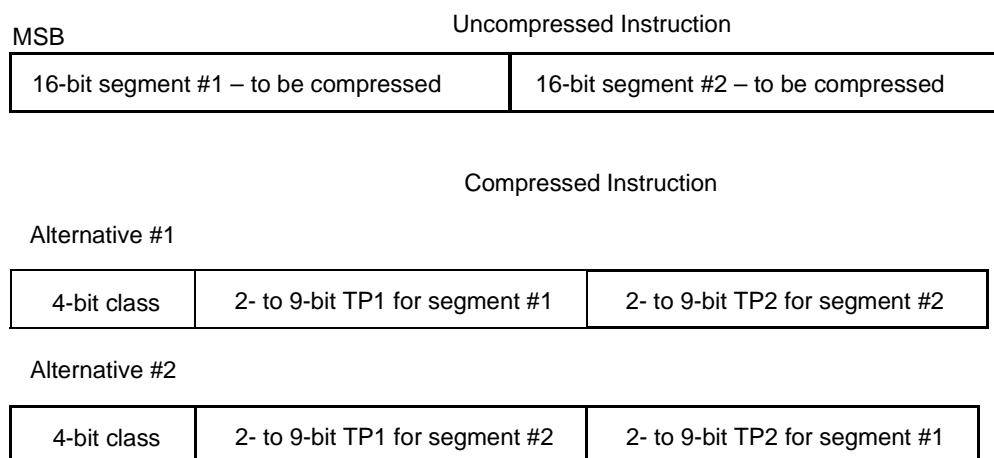 Uncompressed Instruction
MSB
16-bit segment #1 – to be compressed
16-bit segment #2 – to be compressed
Compressed Instruction
Alternative #1
4-bit class
2- to 9-bit TP1 for segment #1
2- to 9-bit TP2 for segment #2
Alternative #2
4-bit class
2- to 9-bit TP1 for segment #2
2- to 9-bit TP2 for segment #1